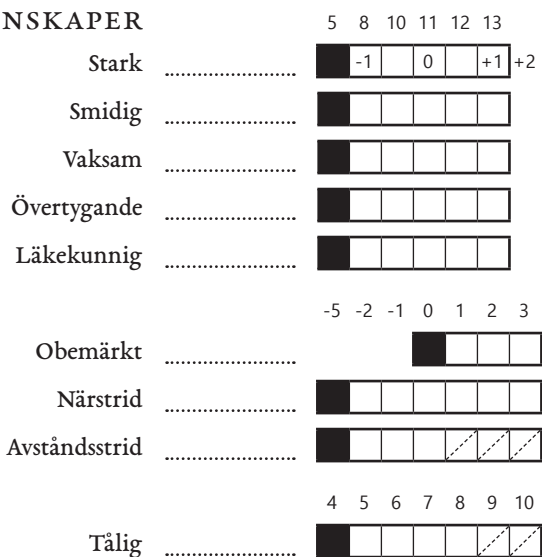 NSKAPER 5 8 10 11 12 13
Stark -1 0 +1 +2
Smidig
Vaksam
Övertygande
Läkekunnig
-5 -2 -1 0 1 2 3
Obemärkt
Närstrid
Avståndsstrid
4 5 6 7 8 9 10
Tålig